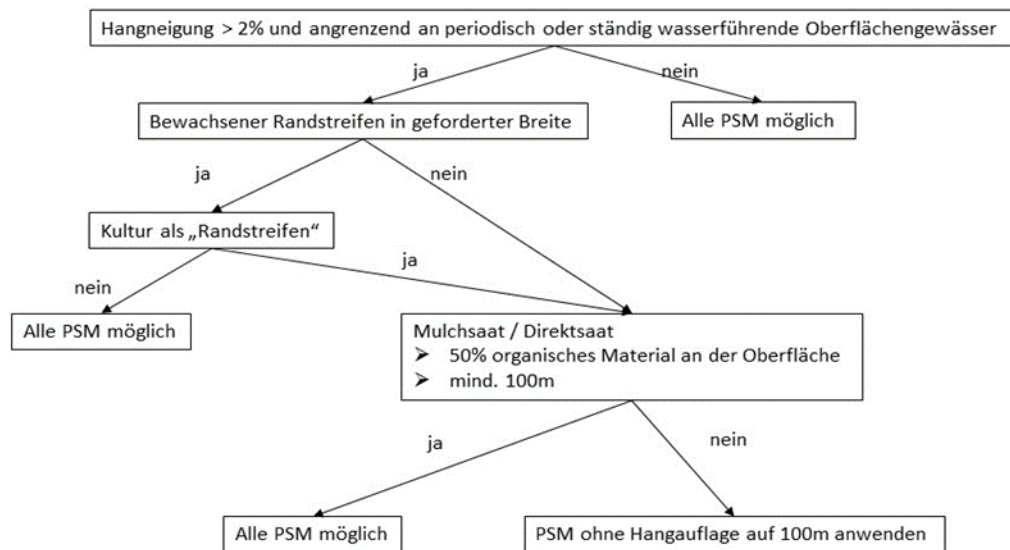 Hangneigung > 2% und angrenzend an periodisch oder ständig wasserführende Oberflächengewässer
ja
nein
Bewachsener Randstreifen in geforderter Breite
Alle PSM möglich
ja
nein
Kultur als „Randstreifen“
nein
ja
Alle PSM möglich
Mulchsaat / Direktsaat
➢ 50% organisches Material an der Oberfläche
➢ mind. 100m
ja
nein
Alle PSM möglich
PSM ohne Hangauflage auf 100m anwenden